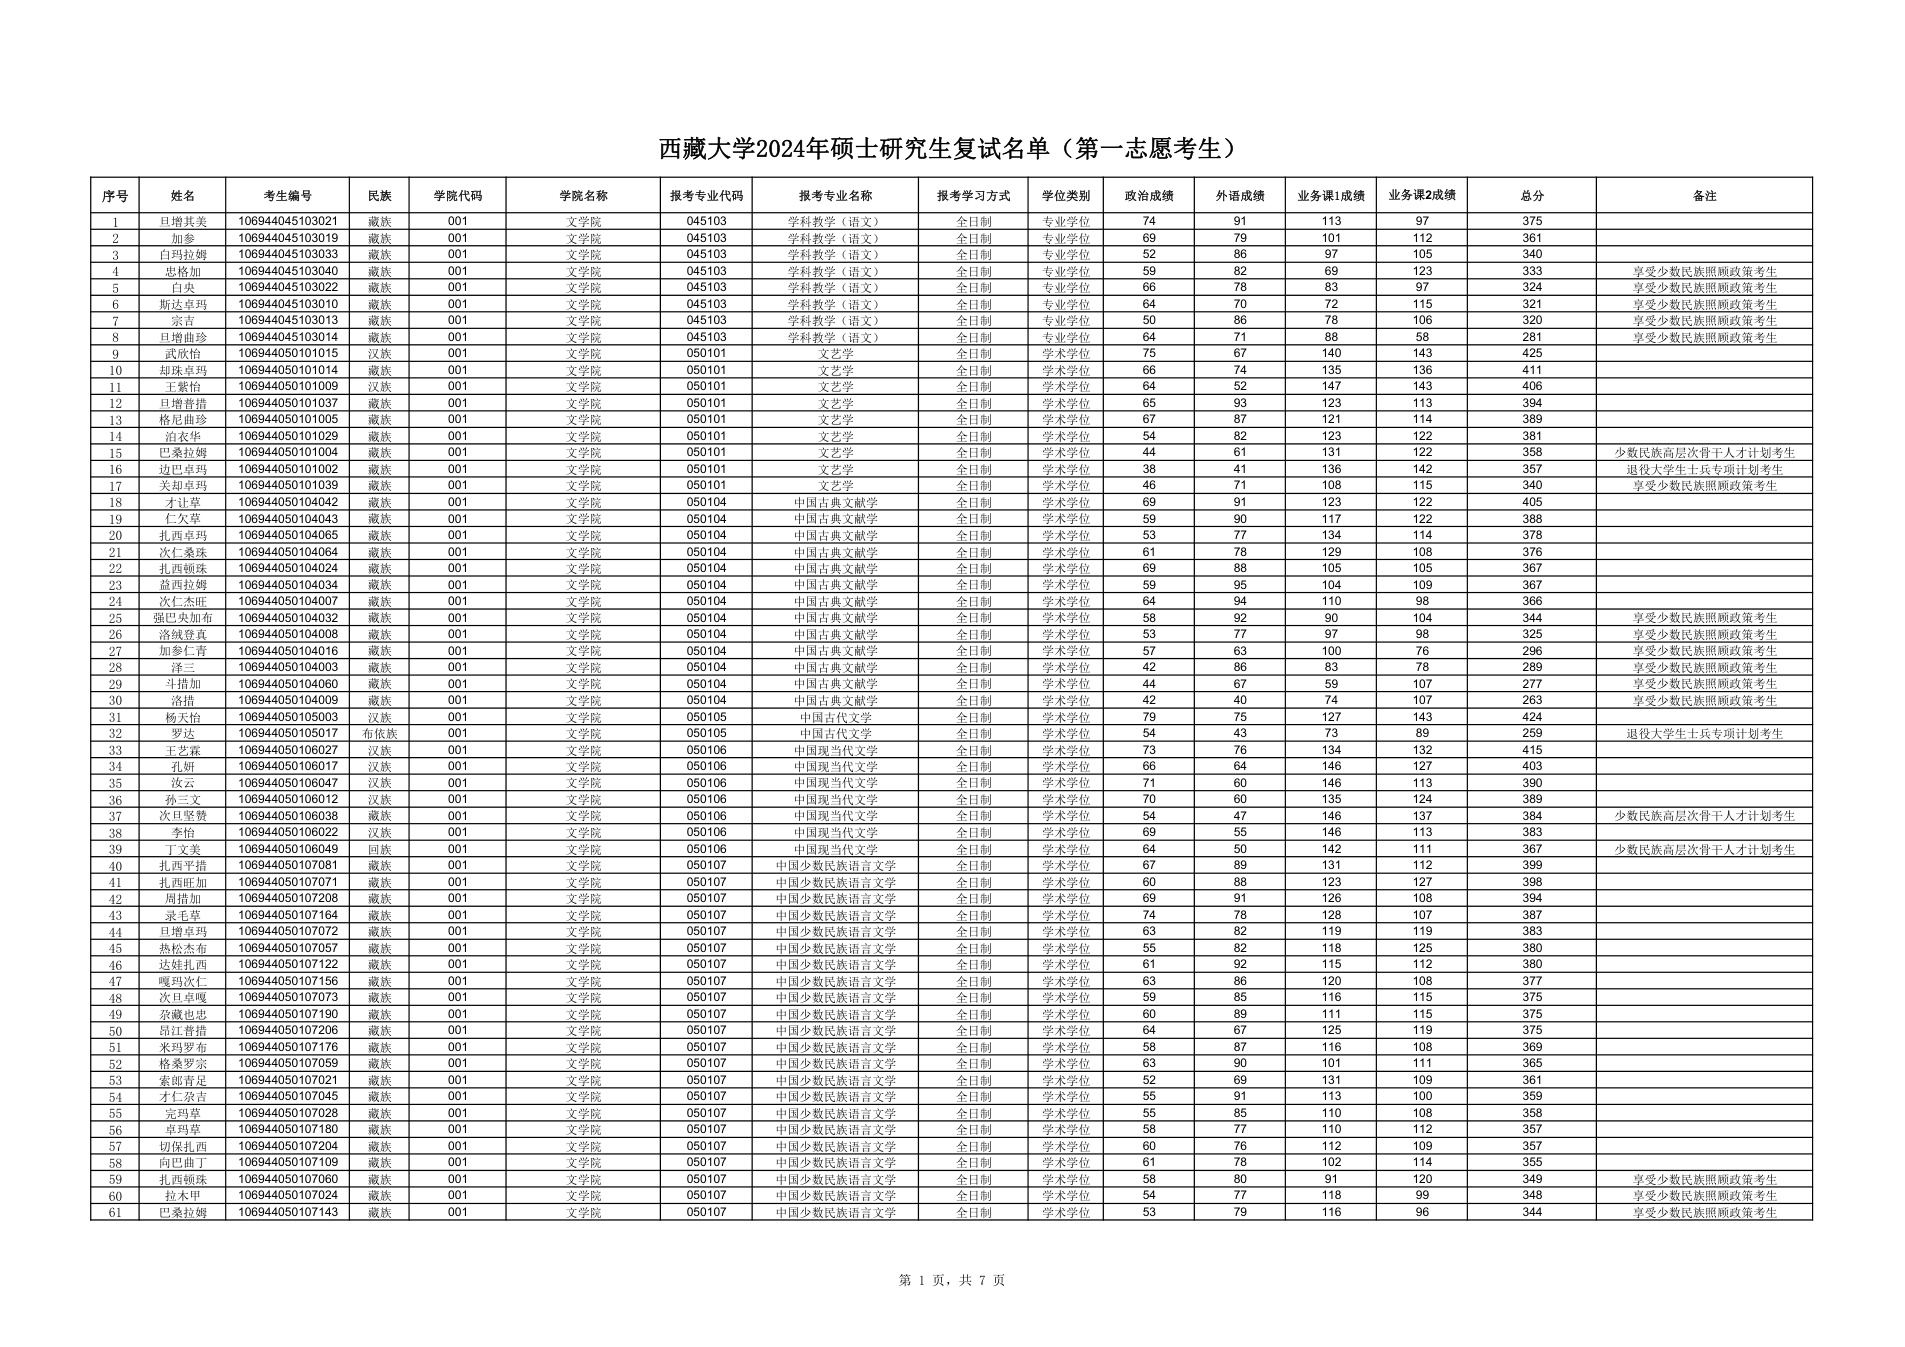 西藏大学2024年硕士研究生复试名单（第一志愿考生）
序号 姓名 考生编号 民族 学院代码 学院名称 报考专业代码 报考专业名称 报考学习方式 学位类别 政治成绩 外语成绩 业务课1成绩 业务课2成绩 总分 备注
1 旦增其美 106944045103021 藏族 001 文学院 045103 学科教学（语文） 全日制 专业学位 74 91 113 97 375
2 加参 106944045103019 藏族 001 文学院 045103 学科教学（语文） 全日制 专业学位 69 79 101 112 361
3 白玛拉姆 106944045103033 藏族 001 文学院 045103 学科教学（语文） 全日制 专业学位 52 86 97 105 340
4 忠格加 106944045103040 藏族 001 文学院 045103 学科教学（语文） 全日制 专业学位 59 82 69 123 333 享受少数民族照顾政策考生
5 白央 106944045103022 藏族 001 文学院 045103 学科教学（语文） 全日制 专业学位 66 78 83 97 324 享受少数民族照顾政策考生
6 斯达卓玛 106944045103010 藏族 001 文学院 045103 学科教学（语文） 全日制 专业学位 64 70 72 115 321 享受少数民族照顾政策考生
7 宗吉 106944045103013 藏族 001 文学院 045103 学科教学（语文） 全日制 专业学位 50 86 78 106 320 享受少数民族照顾政策考生
8 旦增曲珍 106944045103014 藏族 001 文学院 045103 学科教学（语文） 全日制 专业学位 64 71 88 58 281 享受少数民族照顾政策考生
9 武欣怡 106944050101015 汉族 001 文学院 050101 文艺学 全日制 学术学位 75 67 140 143 425
10 却珠卓玛 106944050101014 藏族 001 文学院 050101 文艺学 全日制 学术学位 66 74 135 136 411
11 王紫怡 106944050101009 汉族 001 文学院 050101 文艺学 全日制 学术学位 64 52 147 143 406
12 旦增普措 106944050101037 藏族 001 文学院 050101 文艺学 全日制 学术学位 65 93 123 113 394
13 格尼曲珍 106944050101005 藏族 001 文学院 050101 文艺学 全日制 学术学位 67 87 121 114 389
14 泊衣华 106944050101029 藏族 001 文学院 050101 文艺学 全日制 学术学位 54 82 123 122 381
15 巴桑拉姆 106944050101004 藏族 001 文学院 050101 文艺学 全日制 学术学位 44 61 131 122 358 少数民族高层次骨干人才计划考生
16 边巴卓玛 106944050101002 藏族 001 文学院 050101 文艺学 全日制 学术学位 38 41 136 142 357 退役大学生士兵专项计划考生
17 关却卓玛 106944050101039 藏族 001 文学院 050101 文艺学 全日制 学术学位 46 71 108 115 340 享受少数民族照顾政策考生
18 才让草 106944050104042 藏族 001 文学院 050104 中国古典文献学 全日制 学术学位 69 91 123 122 405
19 仁欠草 106944050104043 藏族 001 文学院 050104 中国古典文献学 全日制 学术学位 59 90 117 122 388
20 扎西卓玛 106944050104065 藏族 001 文学院 050104 中国古典文献学 全日制 学术学位 53 77 134 114 378
21 次仁桑珠 106944050104064 藏族 001 文学院 050104 中国古典文献学 全日制 学术学位 61 78 129 108 376
22 扎西顿珠 106944050104024 藏族 001 文学院 050104 中国古典文献学 全日制 学术学位 69 88 105 105 367
23 益西拉姆 106944050104034 藏族 001 文学院 050104 中国古典文献学 全日制 学术学位 59 95 104 109 367
24 次仁杰旺 106944050104007 藏族 001 文学院 050104 中国古典文献学 全日制 学术学位 64 94 110 98 366
25 强巴央加布 106944050104032 藏族 001 文学院 050104 中国古典文献学 全日制 学术学位 58 92 90 104 344 享受少数民族照顾政策考生
26 洛绒登真 106944050104008 藏族 001 文学院 050104 中国古典文献学 全日制 学术学位 53 77 97 98 325 享受少数民族照顾政策考生
27 加参仁青 106944050104016 藏族 001 文学院 050104 中国古典文献学 全日制 学术学位 57 63 100 76 296 享受少数民族照顾政策考生
28 泽三 106944050104003 藏族 001 文学院 050104 中国古典文献学 全日制 学术学位 42 86 83 78 289 享受少数民族照顾政策考生
29 斗措加 106944050104060 藏族 001 文学院 050104 中国古典文献学 全日制 学术学位 44 67 59 107 277 享受少数民族照顾政策考生
30 洛措 106944050104009 藏族 001 文学院 050104 中国古典文献学 全日制 学术学位 42 40 74 107 263 享受少数民族照顾政策考生
31 杨天怡 106944050105003 汉族 001 文学院 050105 中国古代文学 全日制 学术学位 79 75 127 143 424
32 罗达 106944050105017 布依族 001 文学院 050105 中国古代文学 全日制 学术学位 54 43 73 89 259 退役大学生士兵专项计划考生
33 王艺霖 106944050106027 汉族 001 文学院 050106 中国现当代文学 全日制 学术学位 73 76 134 132 415
34 孔妍 106944050106017 汉族 001 文学院 050106 中国现当代文学 全日制 学术学位 66 64 146 127 403
35 汝云 106944050106047 汉族 001 文学院 050106 中国现当代文学 全日制 学术学位 71 60 146 113 390
36 孙三文 106944050106012 汉族 001 文学院 050106 中国现当代文学 全日制 学术学位 70 60 135 124 389
37 次旦坚赞 106944050106038 藏族 001 文学院 050106 中国现当代文学 全日制 学术学位 54 47 146 137 384 少数民族高层次骨干人才计划考生
38 李怡 106944050106022 汉族 001 文学院 050106 中国现当代文学 全日制 学术学位 69 55 146 113 383
39 丁文美 106944050106049 回族 001 文学院 050106 中国现当代文学 全日制 学术学位 64 50 142 111 367 少数民族高层次骨干人才计划考生
40 扎西平措 106944050107081 藏族 001 文学院 050107 中国少数民族语言文学 全日制 学术学位 67 89 131 112 399
41 扎西旺加 106944050107071 藏族 001 文学院 050107 中国少数民族语言文学 全日制 学术学位 60 88 123 127 398
42 周措加 106944050107208 藏族 001 文学院 050107 中国少数民族语言文学 全日制 学术学位 69 91 126 108 394
43 录毛草 106944050107164 藏族 001 文学院 050107 中国少数民族语言文学 全日制 学术学位 74 78 128 107 387
44 旦增卓玛 106944050107072 藏族 001 文学院 050107 中国少数民族语言文学 全日制 学术学位 63 82 119 119 383
45 热松杰布 106944050107057 藏族 001 文学院 050107 中国少数民族语言文学 全日制 学术学位 55 82 118 125 380
46 达娃扎西 106944050107122 藏族 001 文学院 050107 中国少数民族语言文学 全日制 学术学位 61 92 115 112 380
47 嘎玛次仁 106944050107156 藏族 001 文学院 050107 中国少数民族语言文学 全日制 学术学位 63 86 120 108 377
48 次旦卓嘎 106944050107073 藏族 001 文学院 050107 中国少数民族语言文学 全日制 学术学位 59 85 116 115 375
49 尕藏也忠 106944050107190 藏族 001 文学院 050107 中国少数民族语言文学 全日制 学术学位 60 89 111 115 375
50 昂江普措 106944050107206 藏族 001 文学院 050107 中国少数民族语言文学 全日制 学术学位 64 67 125 119 375
51 米玛罗布 106944050107176 藏族 001 文学院 050107 中国少数民族语言文学 全日制 学术学位 58 87 116 108 369
52 格桑罗宗 106944050107059 藏族 001 文学院 050107 中国少数民族语言文学 全日制 学术学位 63 90 101 111 365
53 索郎青足 106944050107021 藏族 001 文学院 050107 中国少数民族语言文学 全日制 学术学位 52 69 131 109 361
54 才仁尕吉 106944050107045 藏族 001 文学院 050107 中国少数民族语言文学 全日制 学术学位 55 91 113 100 359
55 完玛草 106944050107028 藏族 001 文学院 050107 中国少数民族语言文学 全日制 学术学位 55 85 110 108 358
56 卓玛草 106944050107180 藏族 001 文学院 050107 中国少数民族语言文学 全日制 学术学位 58 77 110 112 357
57 切保扎西 106944050107204 藏族 001 文学院 050107 中国少数民族语言文学 全日制 学术学位 60 76 112 109 357
58 向巴曲丁 106944050107109 藏族 001 文学院 050107 中国少数民族语言文学 全日制 学术学位 61 78 102 114 355
59 扎西顿珠 106944050107060 藏族 001 文学院 050107 中国少数民族语言文学 全日制 学术学位 58 80 91 120 349 享受少数民族照顾政策考生
60 拉木甲 106944050107024 藏族 001 文学院 050107 中国少数民族语言文学 全日制 学术学位 54 77 118 99 348 享受少数民族照顾政策考生
61 巴桑拉姆 106944050107143 藏族 001 文学院 050107 中国少数民族语言文学 全日制 学术学位 53 79 116 96 344 享受少数民族照顾政策考生
第 1 页，共 7 页